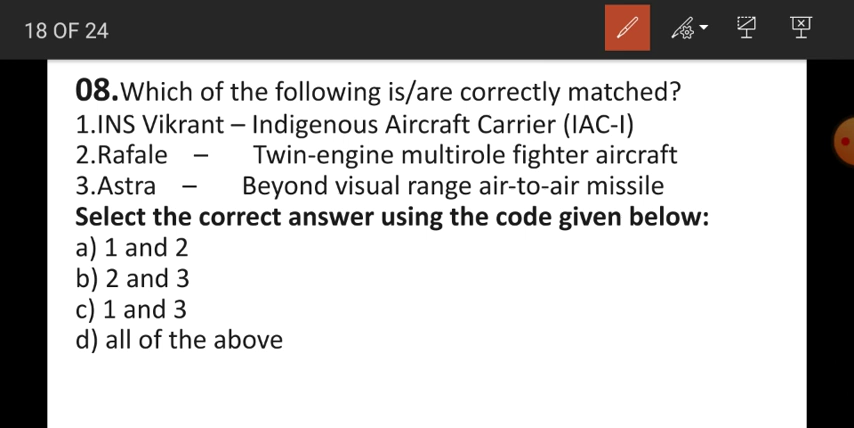 18 OF 24
08.Which of the following is/are correctly matched?
1.INS Vikrant – Indigenous Aircraft Carrier (IAC-I)
2.Rafale – Twin-engine multirole fighter aircraft
3.Astra – Beyond visual range air-to-air missile
Select the correct answer using the code given below:
a) 1 and 2
b) 2 and 3
c) 1 and 3
d) all of the above